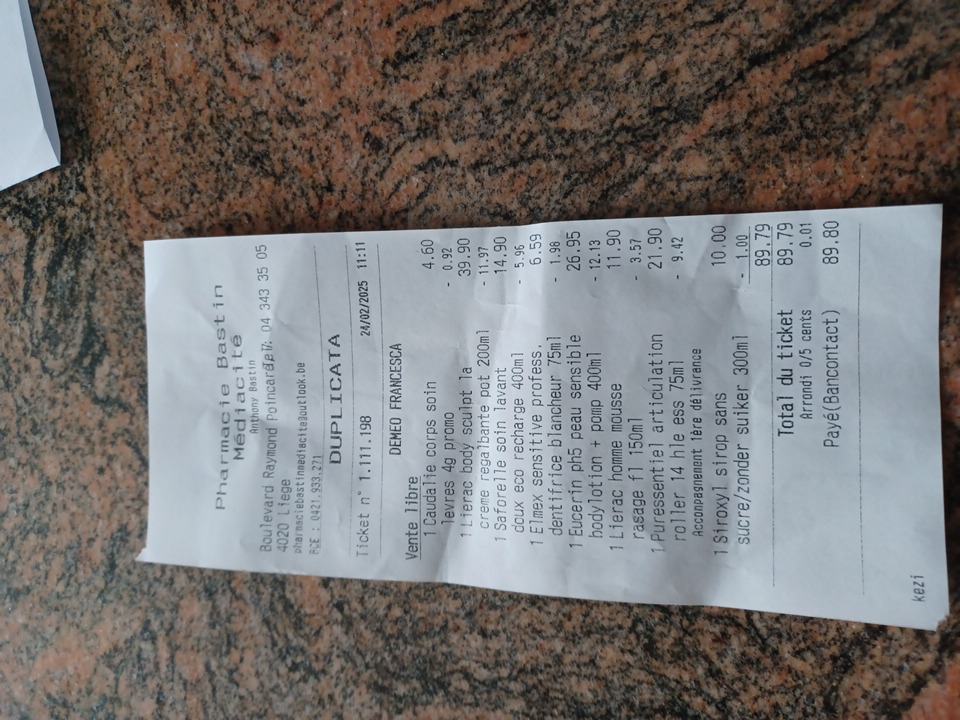 Pharmacie Bastin
Médiacité
Anthony Bastin
Boulevard Raymond Poincaré 7: 04 343 35 05
4020 Liege
pharmaciebastinmediacite@outlook.be
BCE : 0421.933.271
DUPLICATA
Ticket n° 1.111.198 24/02/2025 11:11
DEMEO FRANCESCA
Vente libre
1 Caudalie corps soin 4.60
levres 4g promo - 0.92
1 Lierac body sculpt la 39.90
creme regalbante pot 200ml - 11.97
1 Saforelle soin lavant 14.90
doux eco recharge 400ml - 5.96
1 Elmex sensitive profess. 6.59
dentifrice blancheur 75ml - 1.98
1 Eucerin ph5 peau sensible 26.95
bodylotion + pomp 400ml - 12.13
1 Lierac homme mousse 11.90
rasage fl 150ml - 3.57
1 Puressentiel articulation 21.90
roller 14 hle ess 75ml - 9.42
Accompagnement 1ère délivrance
1 Siroxyl sirop sans 10.00
sucre/zonder suiker 300ml - 1.00
89.79
Total du ticket 89.79
Arrondi 0/5 cents 0.01
Payé(Bancontact) 89.80
kezi